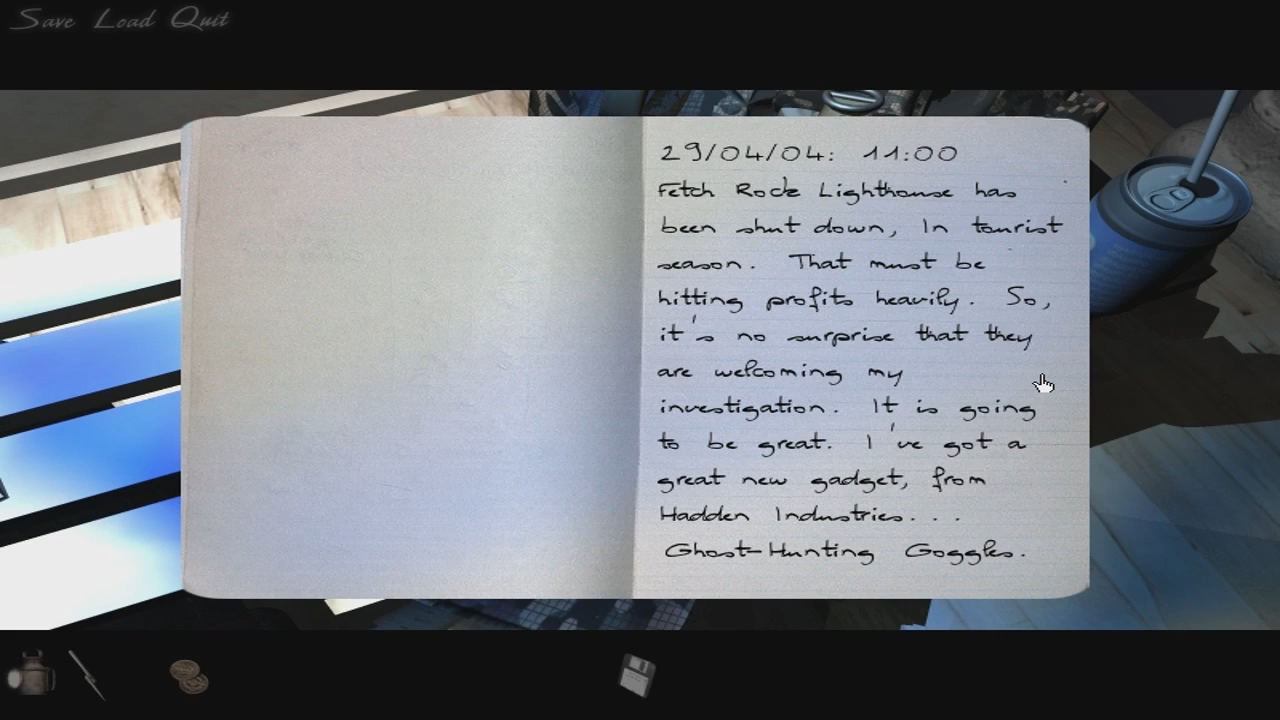 Save Load Quit
29/04/04: 11:00
Fetch Rock Lighthouse has
been shut down, In tourist
season. That must be
hitting profits heavily. So,
it's no surprise that they
are welcoming my
investigation. It is going
to be great. I've got a
great new gadget, from
Hadden Industries...
Ghost-Hunting Goggles.